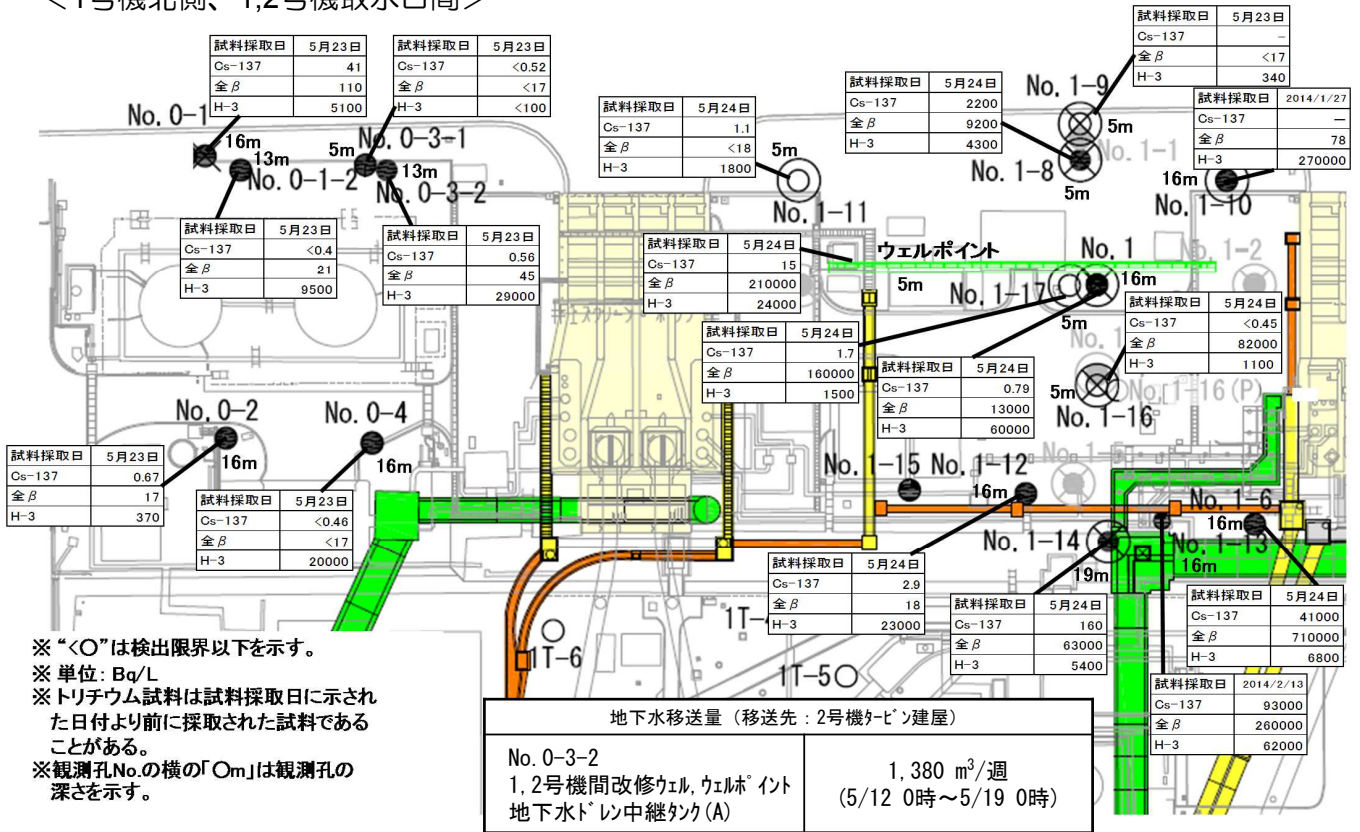 ＜1号機北側、1,2号機取水口間＞
試料採取日 5月23日
Cs-137 41
全β 110
H-3 5100
試料採取日 5月23日
Cs-137 <0.52
全β <17
H-3 <100
試料採取日 5月24日
Cs-137 1.1
全β <18
H-3 1800
試料採取日 5月24日
Cs-137 2200
全β 9200
H-3 4300
試料採取日 5月23日
Cs-137 －
全β <17
H-3 340
試料採取日 2014/1/27
Cs-137 －
全β 78
H-3 270000
No. 0-1
16m
13m
No. 0-1-2
5m
No. 0-3-1
13m
No. 0-3-2
No. 1-11
5m
No. 1-9
5m
No. 1-1
No. 1-8
5m
16m
No. 1-10
試料採取日 5月23日
Cs-137 <0.4
全β 21
H-3 9500
試料採取日 5月23日
Cs-137 0.56
全β 45
H-3 29000
試料採取日 5月24日
Cs-137 15
全β 210000
H-3 24000
ウェルポイント
5m
No. 1-17
5m
No. 1
16m
No. 1-2
試料採取日 5月24日
Cs-137 1.7
全β 160000
H-3 1500
試料採取日 5月24日
Cs-137 0.79
全β 13000
H-3 60000
試料採取日 5月24日
Cs-137 <0.45
全β 82000
H-3 1100
5m
No. 1-16
No. 1-16(P)
No. 0-2
16m
No. 0-4
16m
No. 1-15
No. 1-12
16m
No. 1-14
19m
No. 1-6
16m
No. 1-13
16m
試料採取日 5月23日
Cs-137 0.67
全β 17
H-3 370
試料採取日 5月23日
Cs-137 <0.46
全β <17
H-3 20000
試料採取日 5月24日
Cs-137 2.9
全β 18
H-3 23000
試料採取日 5月24日
Cs-137 160
全β 63000
H-3 5400
試料採取日 5月24日
Cs-137 41000
全β 710000
H-3 6800
試料採取日 2014/2/13
Cs-137 93000
全β 260000
H-3 62000
1T-6
1T-5
※“<○”は検出限界以下を示す。
※単位: Bq/L
※トリチウム試料は試料採取日に示され
た日付より前に採取された試料である
ことがある。
※観測孔No.の横の「○m」は観測孔の
深さを示す。
地下水移送量（移送先：2号機タービン建屋）
No. 0-3-2
1, 2号機間改修ウェル, ウェルポイント
地下水ドレン中継タンク(A)
1, 380 m³/週
(5/12 0時～5/19 0時)